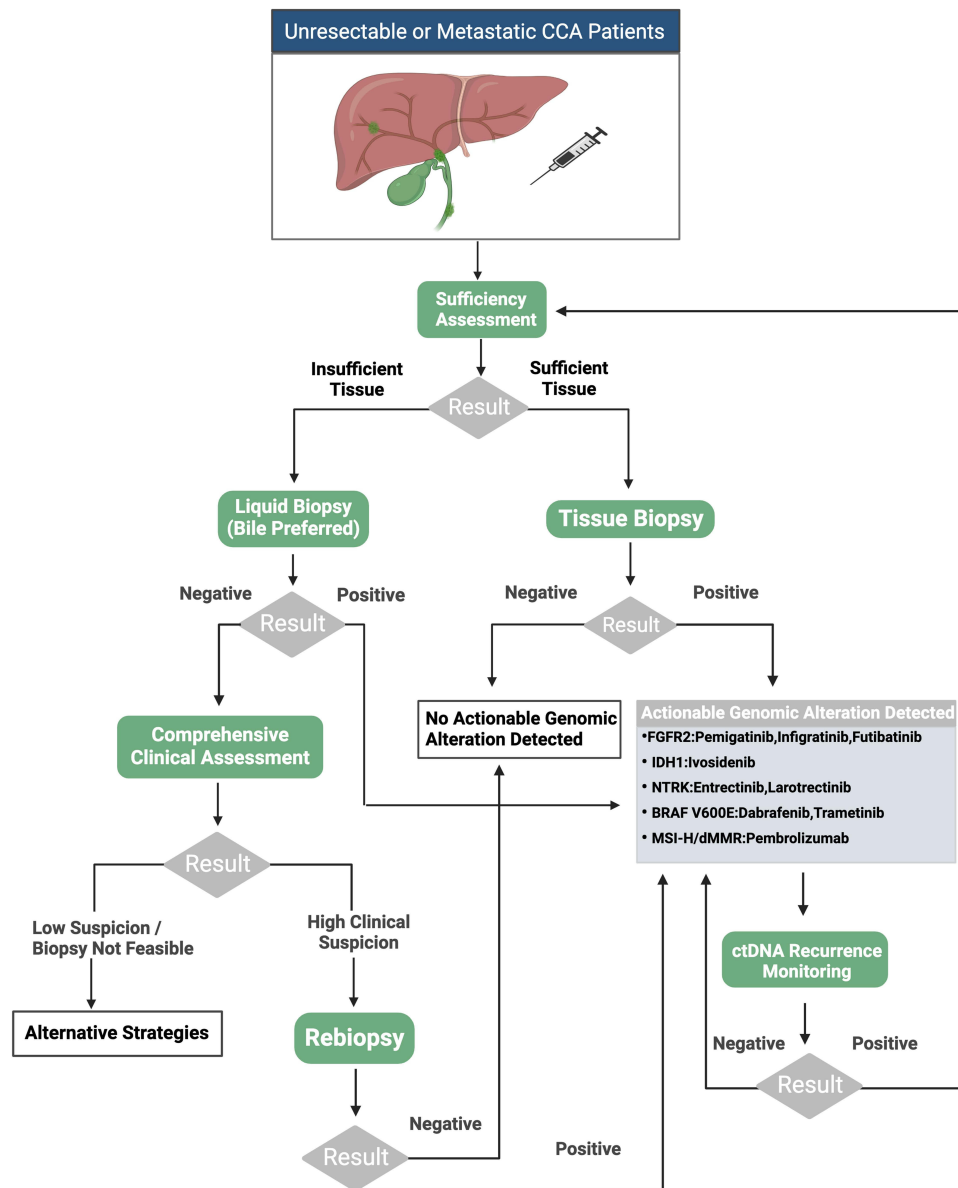 Unresectable or Metastatic CCA Patients
Sufficiency
Assessment
Insufficient
Tissue
Sufficient
Tissue
Result
Liquid Biopsy
(Bile Preferred)
Tissue Biopsy
Negative
Positive
Result
Negative
Positive
Result
Comprehensive
Clinical Assessment
No Actionable Genomic
Alteration Detected
Actionable Genomic Alteration Detected
•FGFR2:Pemigatinib,Infigratinib,Futibatinib
• IDH1:Ivosidenib
• NTRK:Entrectinib,Larotrectinib
• BRAF V600E:Dabrafenib,Trametinib
• MSI-H/dMMR:Pembrolizumab
Result
Low Suspicion /
Biopsy Not Feasible
High Clinical
Suspicion
ctDNA Recurrence
Monitoring
Alternative Strategies
Rebiopsy
Negative
Positive
Result
Negative
Positive
Result